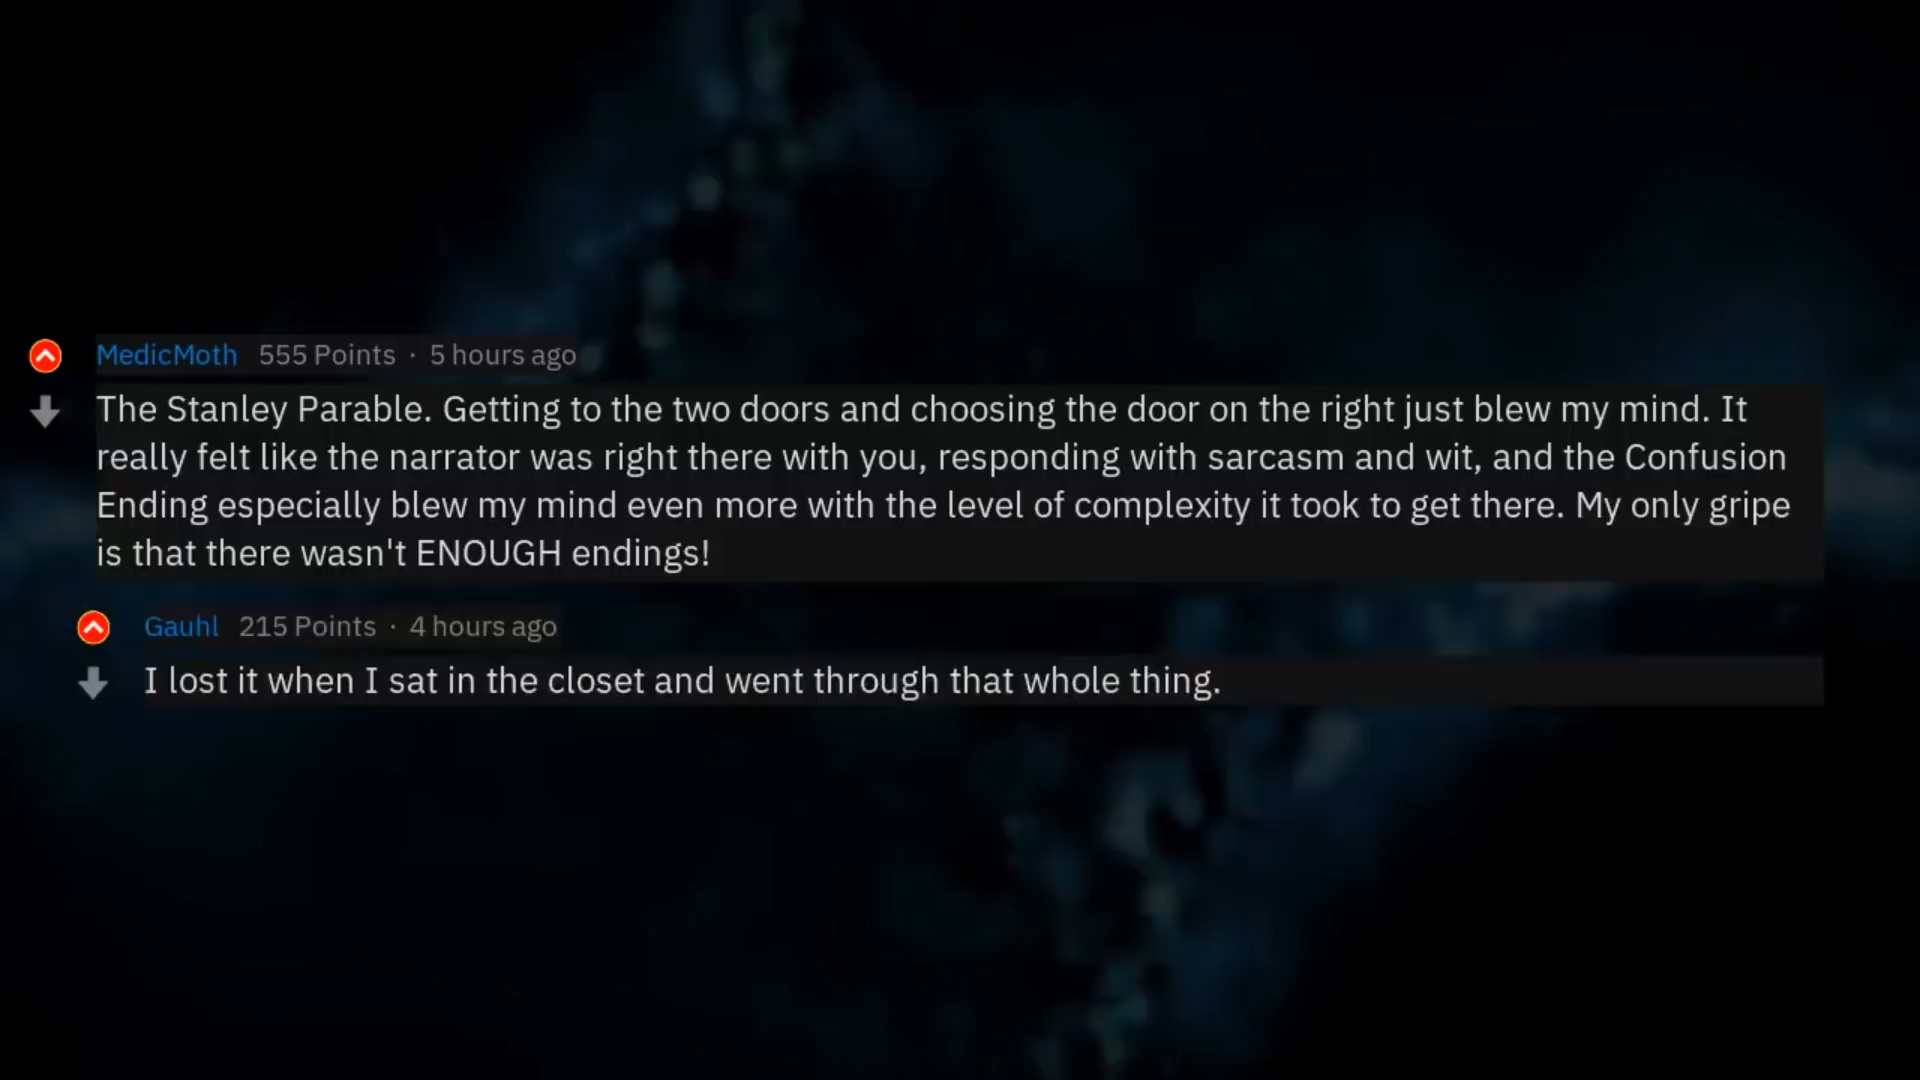 MedicMoth 555 Points · 5 hours ago
The Stanley Parable. Getting to the two doors and choosing the door on the right just blew my mind. It
really felt like the narrator was right there with you, responding with sarcasm and wit, and the Confusion
Ending especially blew my mind even more with the level of complexity it took to get there. My only gripe
is that there wasn't ENOUGH endings!
Gauhl 215 Points · 4 hours ago
I lost it when I sat in the closet and went through that whole thing.